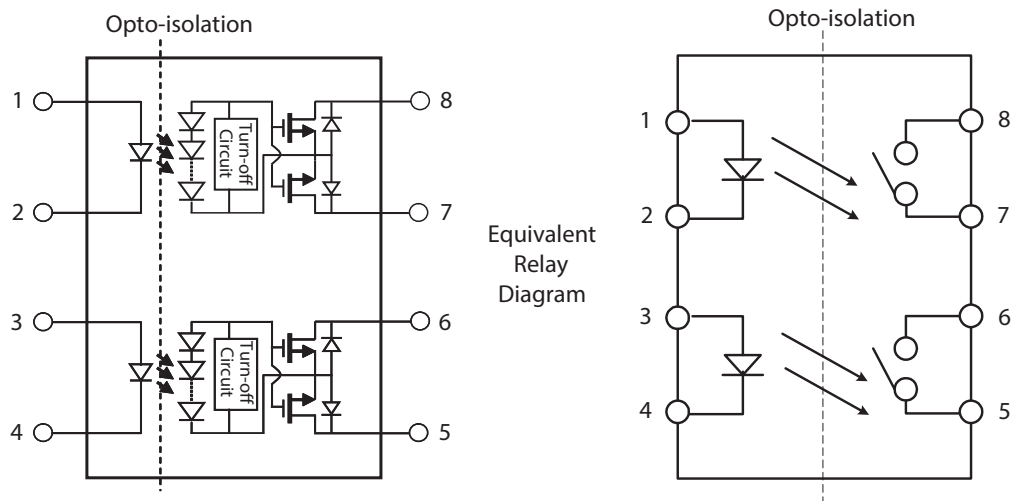 Opto-isolation
1
2
3
4
Turn-off
Circuit
Turn-off
Circuit
8
7
6
5
Equivalent
Relay
Diagram
Opto-isolation
1
2
3
4
8
7
6
5